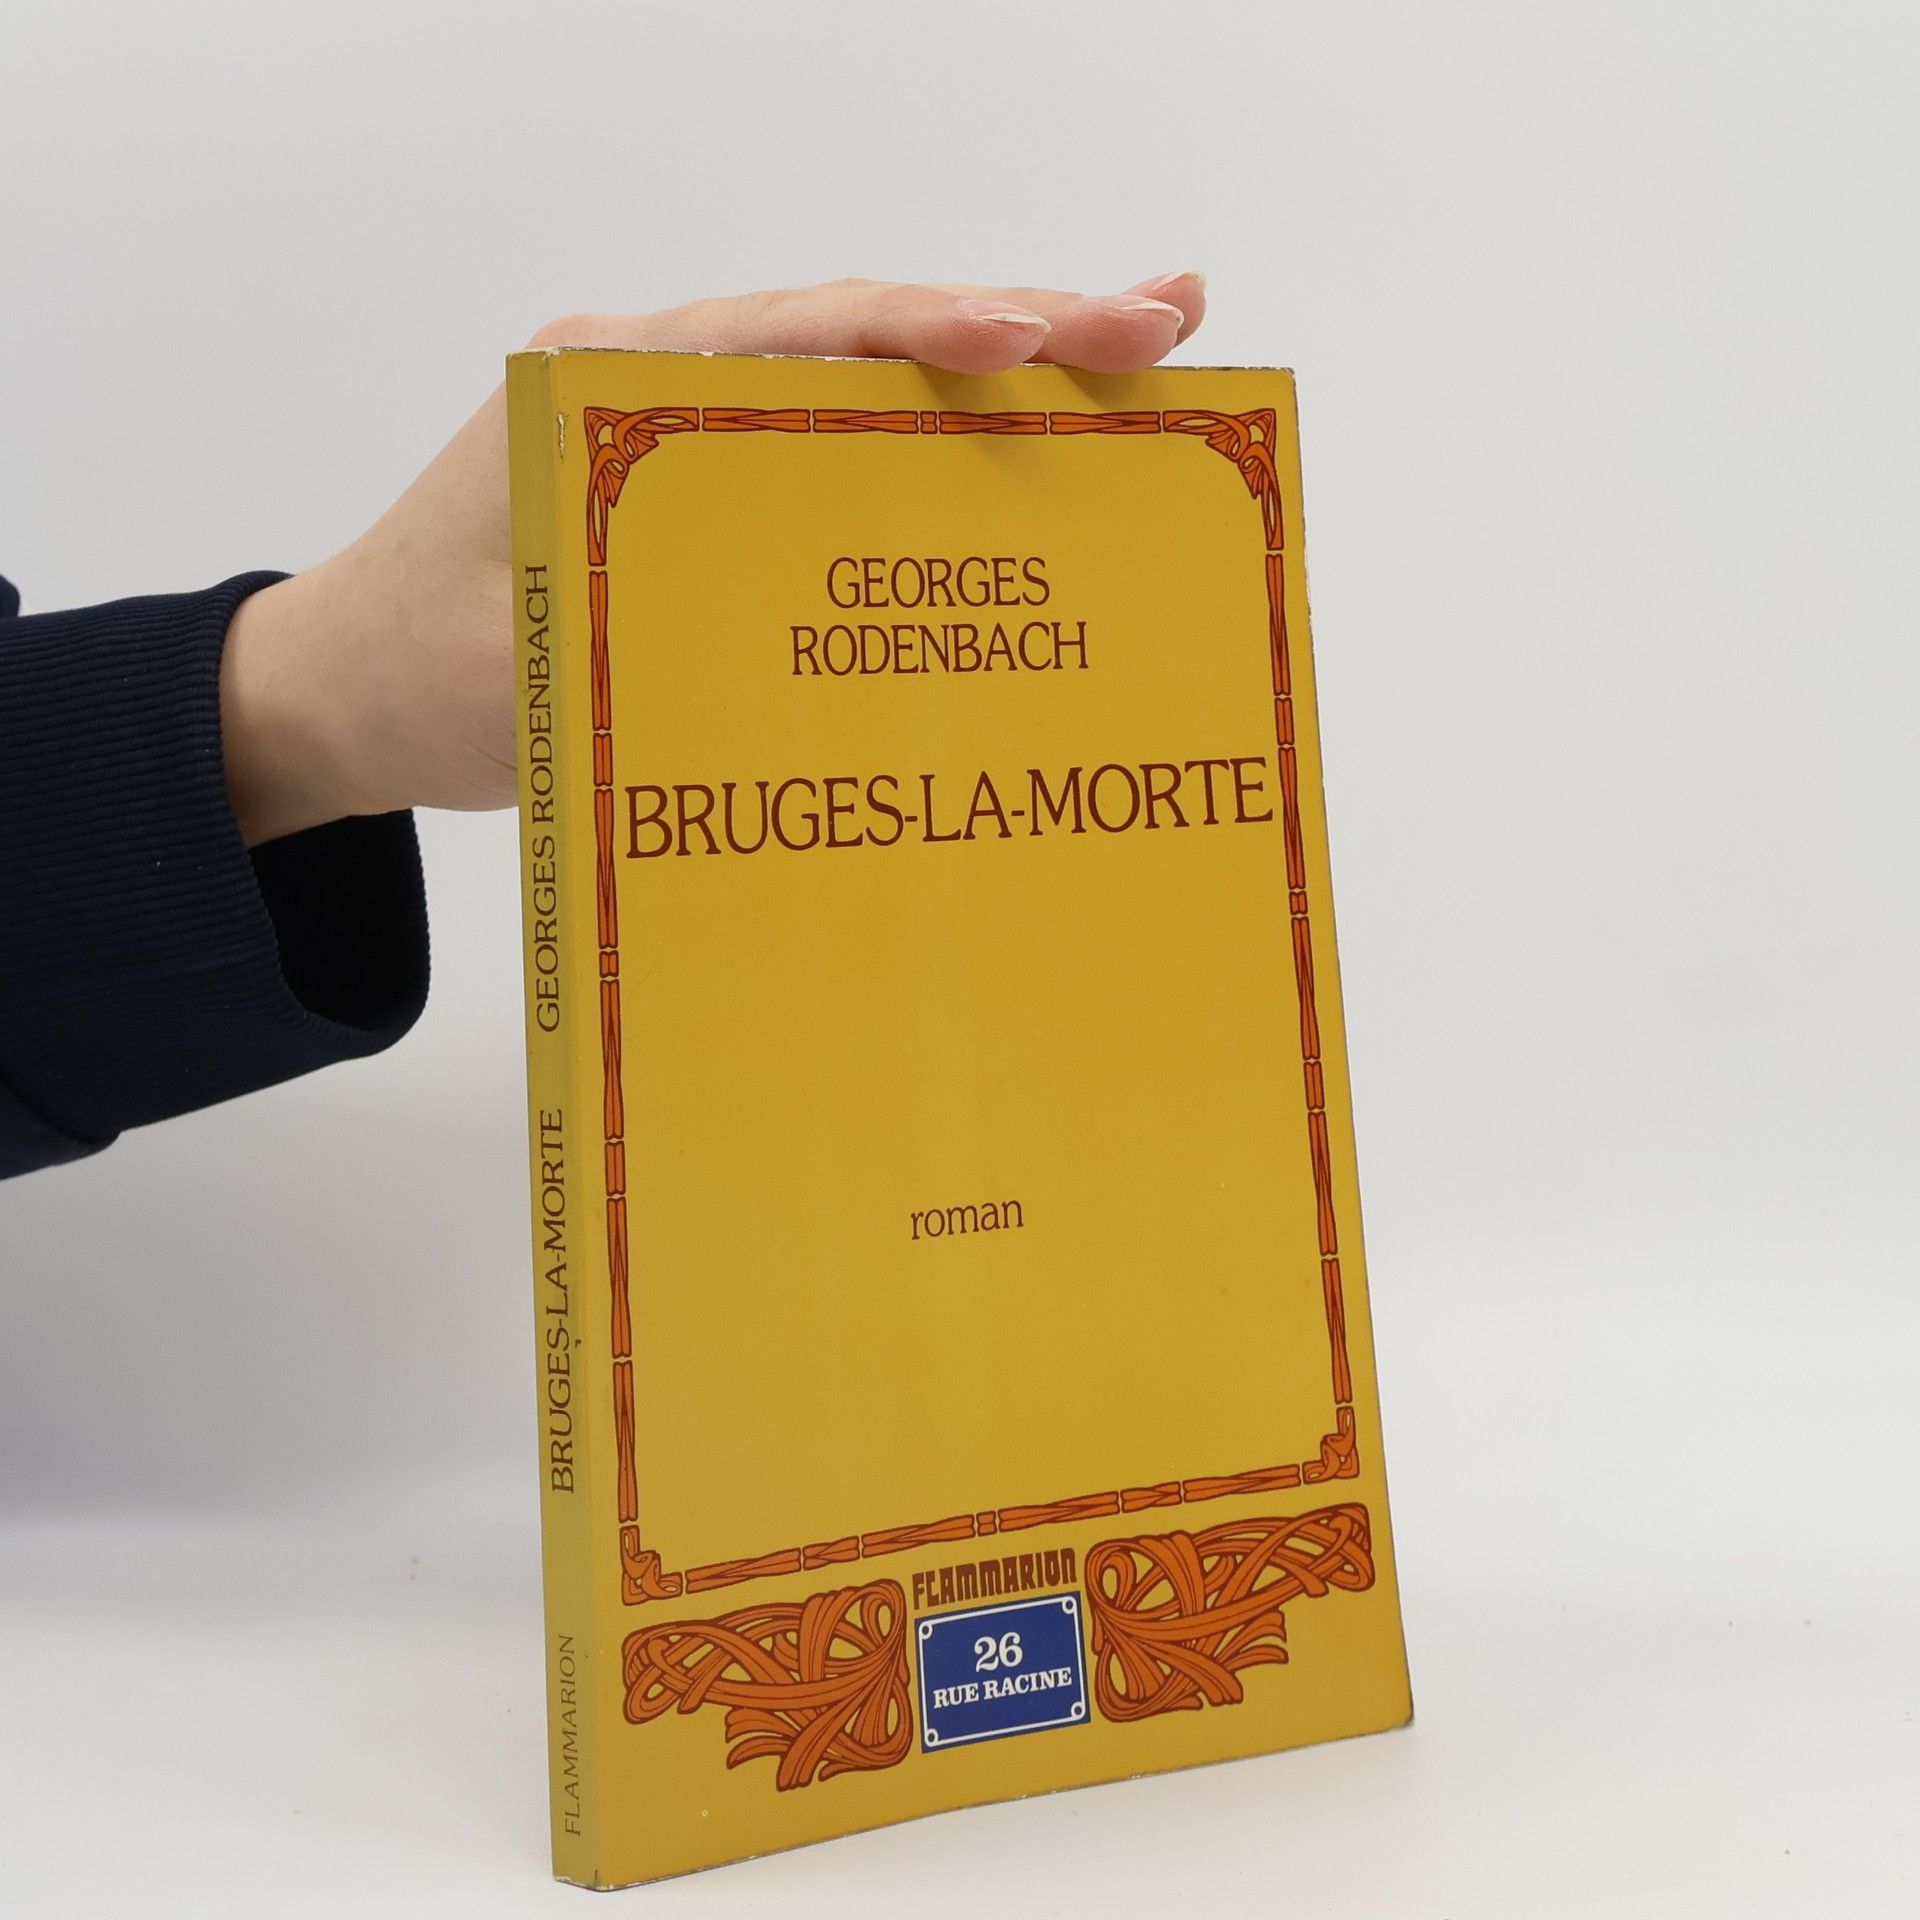 GEORGES
RODENBACH
BRUGES-LA-MORTE
roman
FLAMMARION
26
RUE RACINE
FLAMMARION BRUGES-LA-MORTE GEORGES RODENBACH